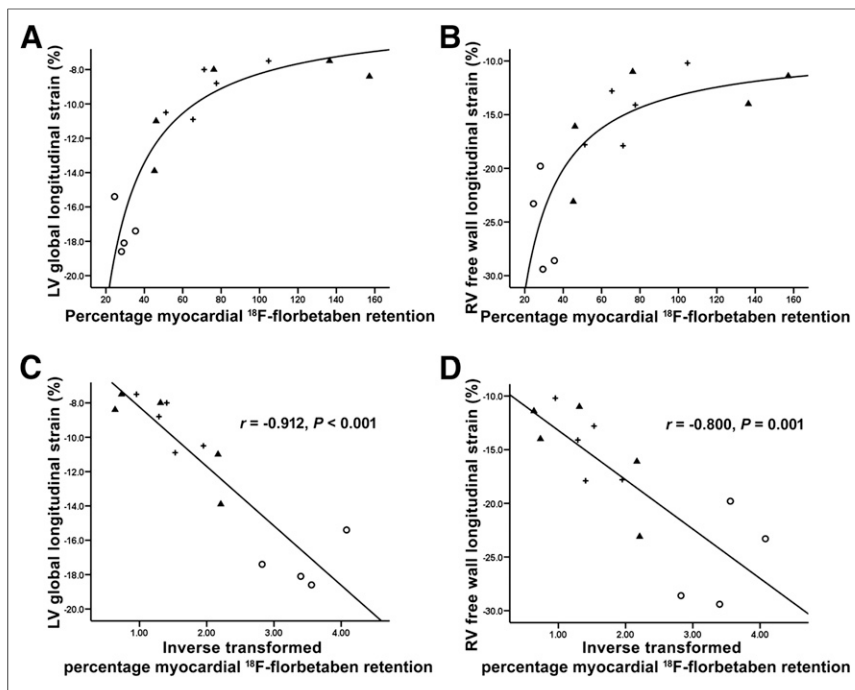 A
LV global longitudinal strain (%)
-8.0
-10.0
-12.0
-14.0
-16.0
-18.0
-20.0
20 40 60 80 100 120 140 160
Percentage myocardial ¹⁸F-florbetaben retention
B
RV free wall longitudinal strain (%)
-10.0
-15.0
-20.0
-25.0
-30.0
20 40 60 80 100 120 140 160
Percentage myocardial ¹⁸F-florbetaben retention
C
LV global longitudinal strain (%)
-8.0
-10.0
-12.0
-14.0
-16.0
-18.0
-20.0
r = -0.912, P < 0.001
1.00 2.00 3.00 4.00
Inverse transformed
percentage myocardial ¹⁸F-florbetaben retention
D
RV free wall longitudinal strain (%)
-10.0
-15.0
-20.0
-25.0
-30.0
r = -0.800, P = 0.001
1.00 2.00 3.00 4.00
Inverse transformed
percentage myocardial ¹⁸F-florbetaben retention